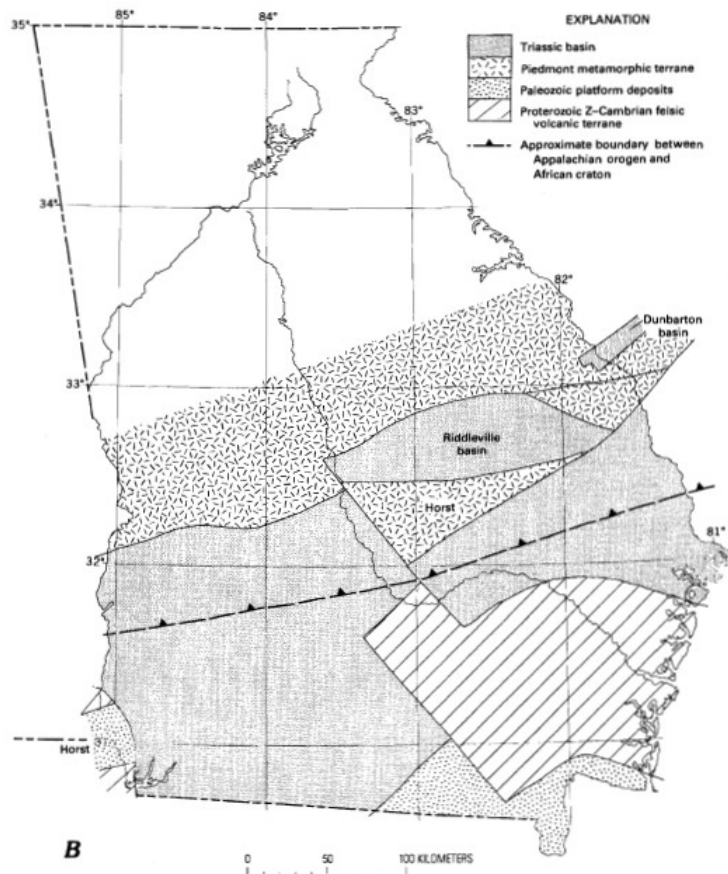 EXPLANATION
Triassic basin
Piedmont metamorphic terrane
Paleozoic platform deposits
Proterozoic Z-Cambrian felsic
volcanic terrane
Approximate boundary between
Appalachian orogen and
African craton
35°
85°
84°
83°
34°
82°
Dunbarton
basin
33°
Riddleville
basin
Horst
81°
32°
31°
Horst
B
0 50 100 KILOMETERS